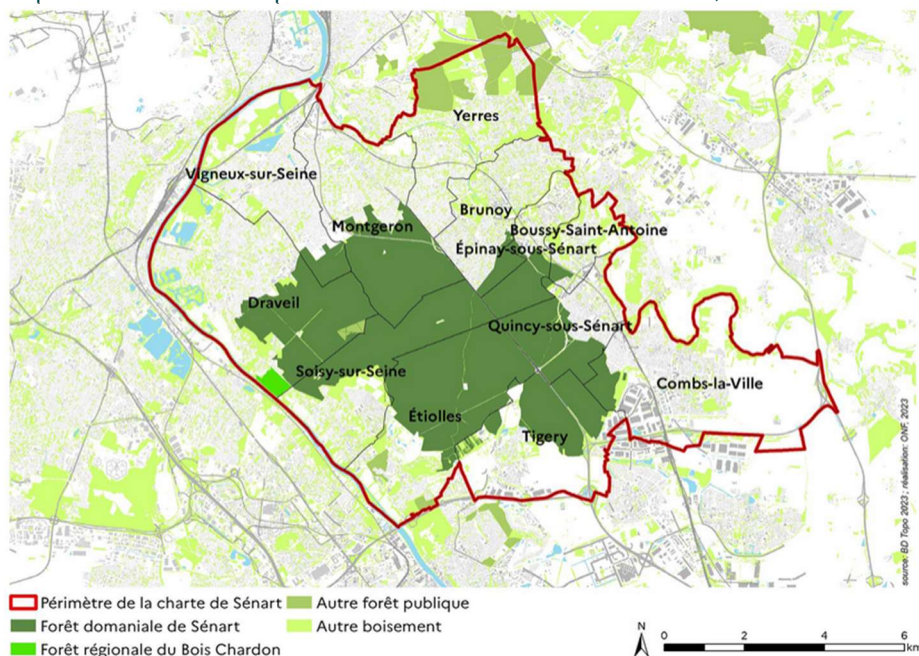 Yerres
Vigneux-sur-Seine
Brunoy
Montgeron
Boussy-Saint-Antoine
Épinay-sous-Sénart
Draveil
Quincy-sous-Sénart
Soisy-sur-Seine
Combs-la-Ville
Étiolles
Tigery
source: BD Topo 2023 ; réalisation: ONF, 2023
Périmètre de la charte de Sénart
Autre forêt publique
Forêt domaniale de Sénart
Autre boisement
Forêt régionale du Bois Chardon
N
0 2 4 6
km